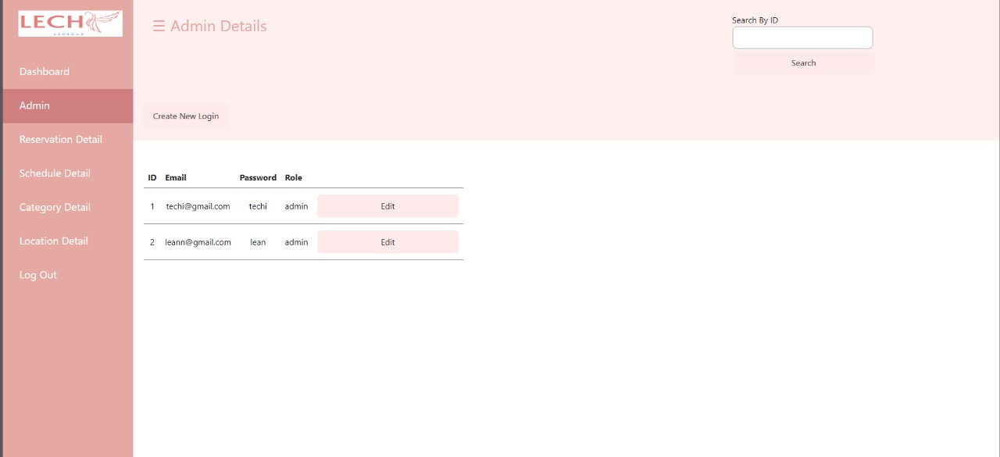 LECH
☰ Admin Details
Search By ID
Search
Dashboard
Admin
Reservation Detail
Schedule Detail
Category Detail
Location Detail
Log Out
Create New Login
ID Email Password Role
1 techi@gmail.com techi admin Edit
2 leann@gmail.com lean admin Edit